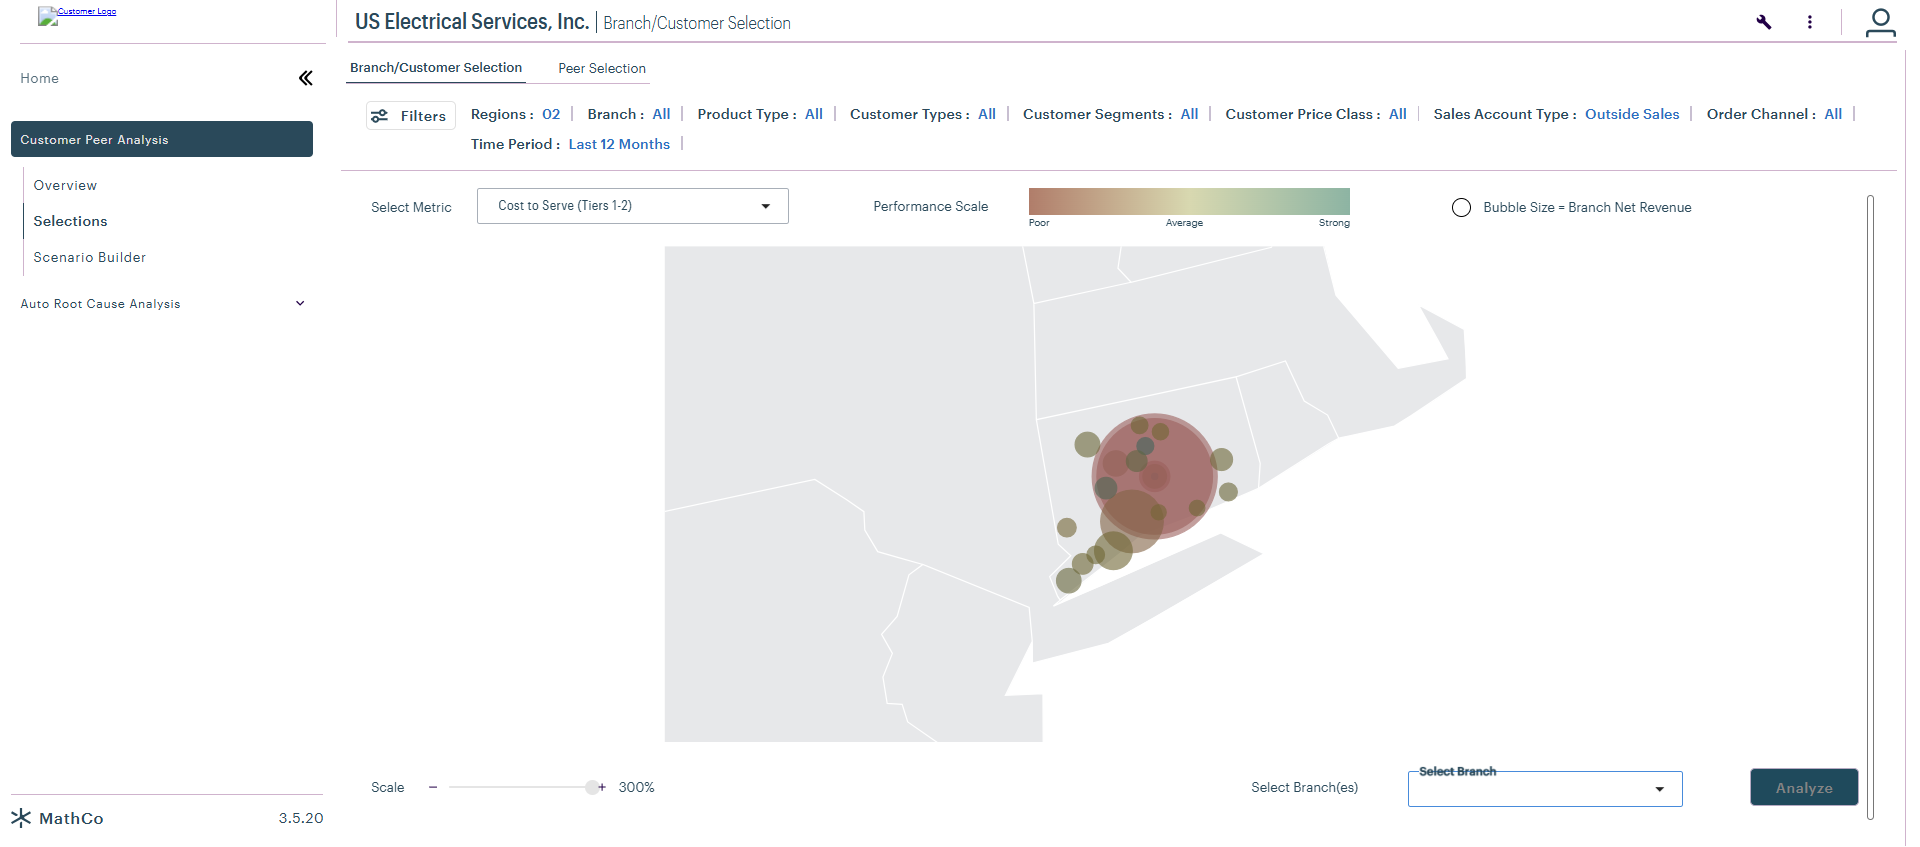 Customer Logo
US Electrical Services, Inc. | Branch/Customer Selection
Home
Branch/Customer Selection
Peer Selection
Filters
Regions : 02 | Branch : All | Product Type : All | Customer Types : All | Customer Segments : All | Customer Price Class : All | Sales Account Type : Outside Sales | Order Channel : All |
Time Period : Last 12 Months |
Customer Peer Analysis
Overview
Selections
Scenario Builder
Auto Root Cause Analysis
Select Metric
Cost to Serve (Tiers 1-2)
Performance Scale
Poor
Average
Strong
Bubble Size = Branch Net Revenue
Scale
− + 300%
Select Branch(es)
Select Branch
Analyze
MathCo
3.5.20